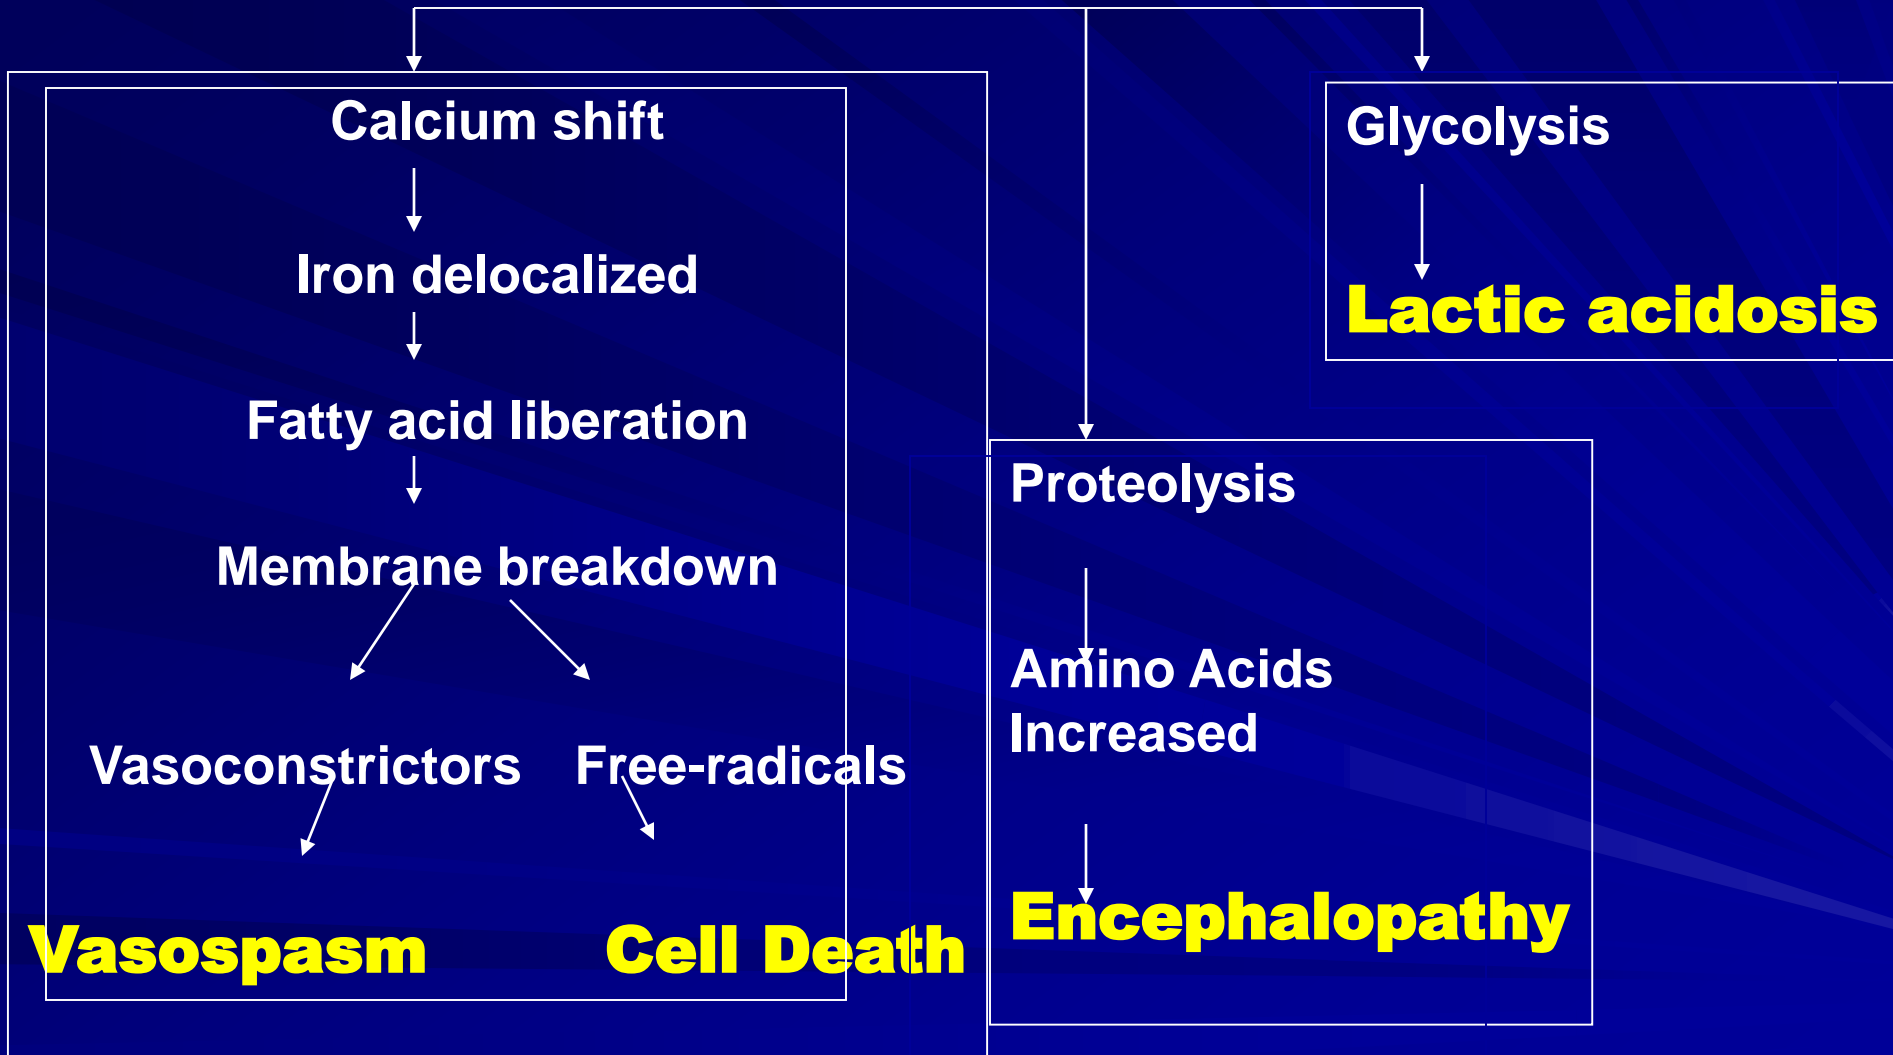 Calcium shift
Iron delocalized
Fatty acid liberation
Membrane breakdown
Vasoconstrictors
Free-radicals
Vasospasm
Cell Death
Proteolysis
Amino Acids
Increased
Encephalopathy
Glycolysis
Lactic acidosis